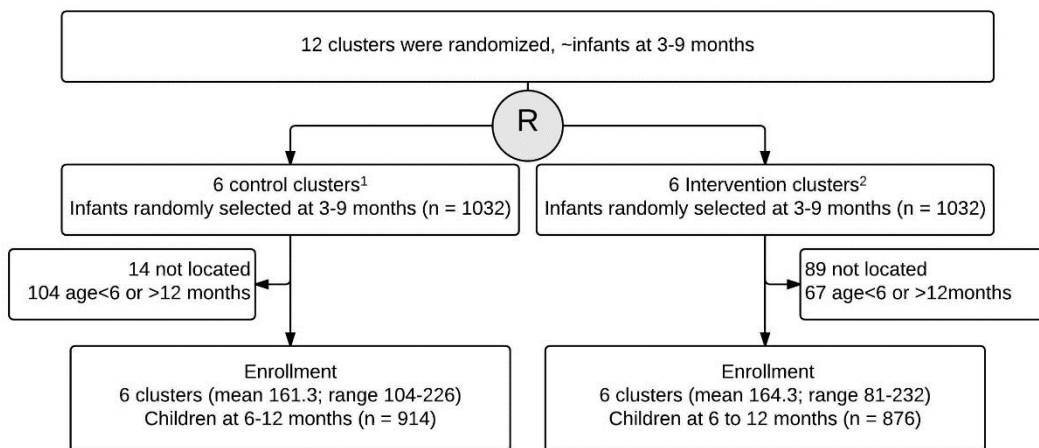 12 clusters were randomized, ~infants at 3-9 months
R
6 control clusters¹
Infants randomly selected at 3-9 months (n = 1032)
6 Intervention clusters²
Infants randomly selected at 3-9 months (n = 1032)
14 not located
104 age<6 or >12 months
89 not located
67 age<6 or >12months
Enrollment
6 clusters (mean 161.3; range 104-226)
Children at 6-12 months (n = 914)
Enrollment
6 clusters (mean 164.3; range 81-232)
Children at 6 to 12 months (n = 876)